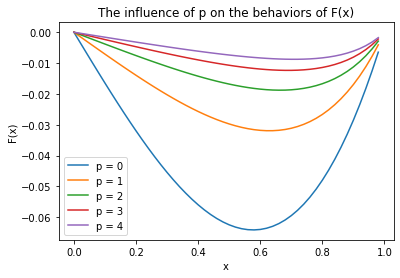 The influence of p on the behaviors of F(x)
F(x)
0.00
−0.01
−0.02
−0.03
−0.04
−0.05
−0.06
p = 0
p = 1
p = 2
p = 3
p = 4
0.0 0.2 0.4 0.6 0.8 1.0
x